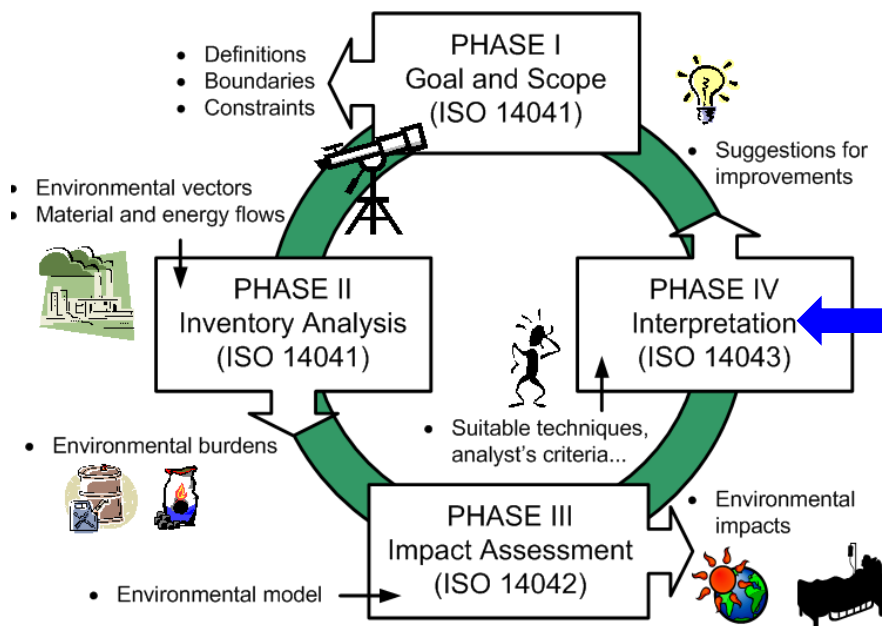 PHASE I
Goal and Scope
(ISO 14041)
• Definitions
• Boundaries
• Constraints
• Suggestions for
improvements
• Environmental vectors
• Material and energy flows
PHASE II
Inventory Analysis
(ISO 14041)
PHASE IV
Interpretation
(ISO 14043)
• Suitable techniques,
analyst's criteria...
• Environmental burdens
PHASE III
Impact Assessment
(ISO 14042)
• Environmental
impacts
• Environmental model